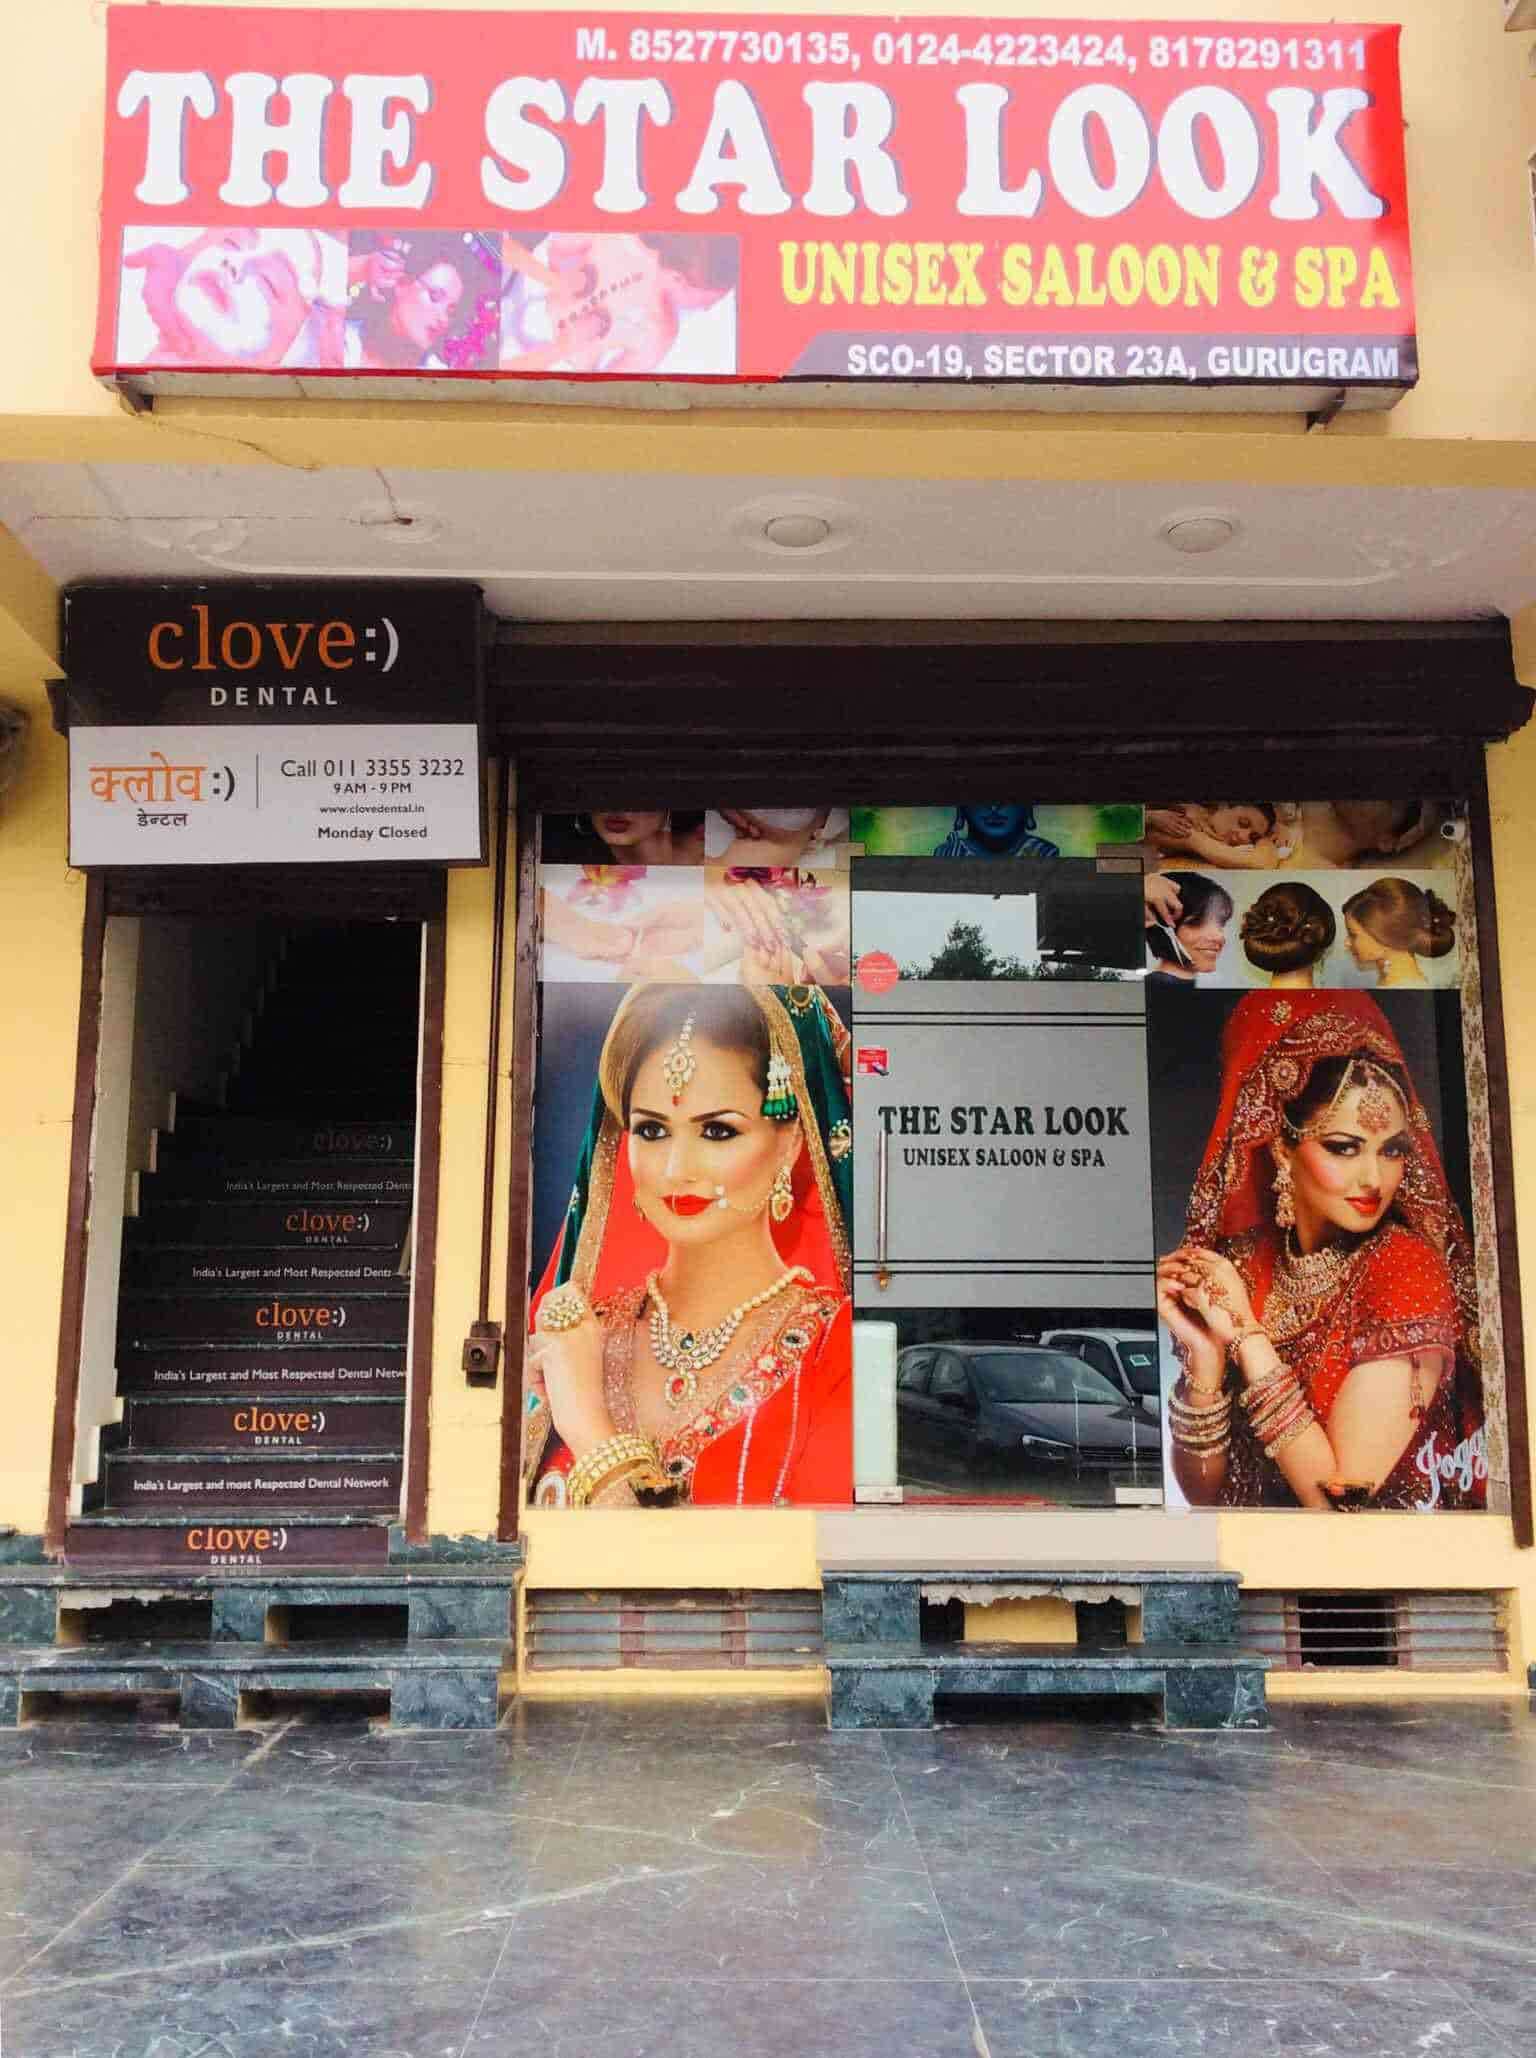 M. 8527730135, 0124-4223424, 8178291311
THE STAR LOOK
UNISEX SALOON & SPA
SCO-19, SECTOR 23A, GURUGRAM
clove:)
DENTAL
क्लोव:)
डेन्टल
Call 011 3355 3232
9 AM - 9 PM
www.clovedental.in
Monday Closed
THE STAR LOOK
UNISEX SALOON & SPA
clove:)
India's Largest and Most Respected
clove:)
DENTAL
India's Largest and Most Respected
clove:)
DENTAL
India's Largest and Most Respected Dental
clove:)
DENTAL
India's Largest and most Respected Dental Network
clove:)
DENTAL